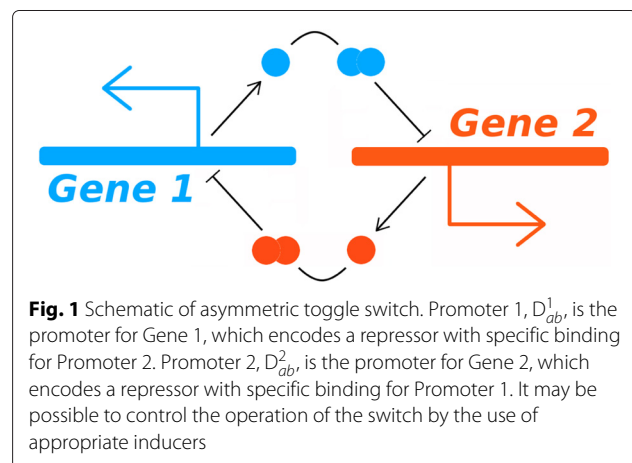 Gene 2
Gene 1
Fig. 1 Schematic of asymmetric toggle switch. Promoter 1, D¹ₐb, is the
promoter for Gene 1, which encodes a repressor with specific binding
for Promoter 2. Promoter 2, D²ₐb, is the promoter for Gene 2, which
encodes a repressor with specific binding for Promoter 1. It may be
possible to control the operation of the switch by the use of
appropriate inducers